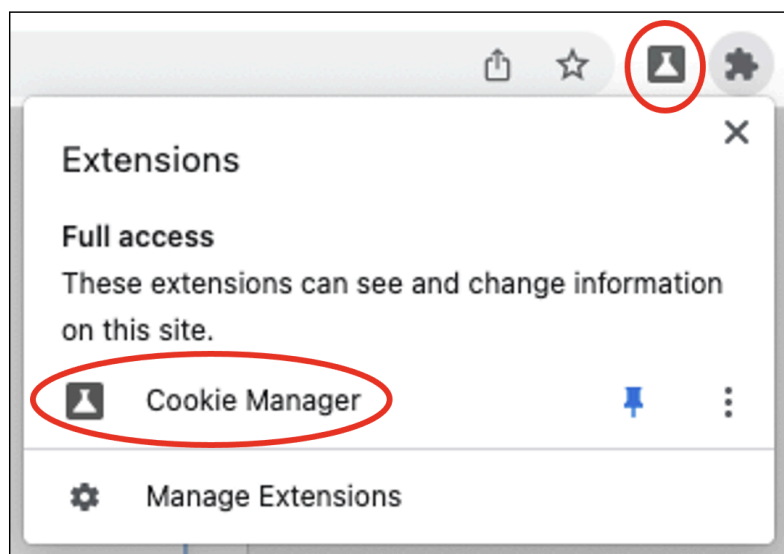 Extensions
Full access
These extensions can see and change information
on this site.
Cookie Manager
Manage Extensions